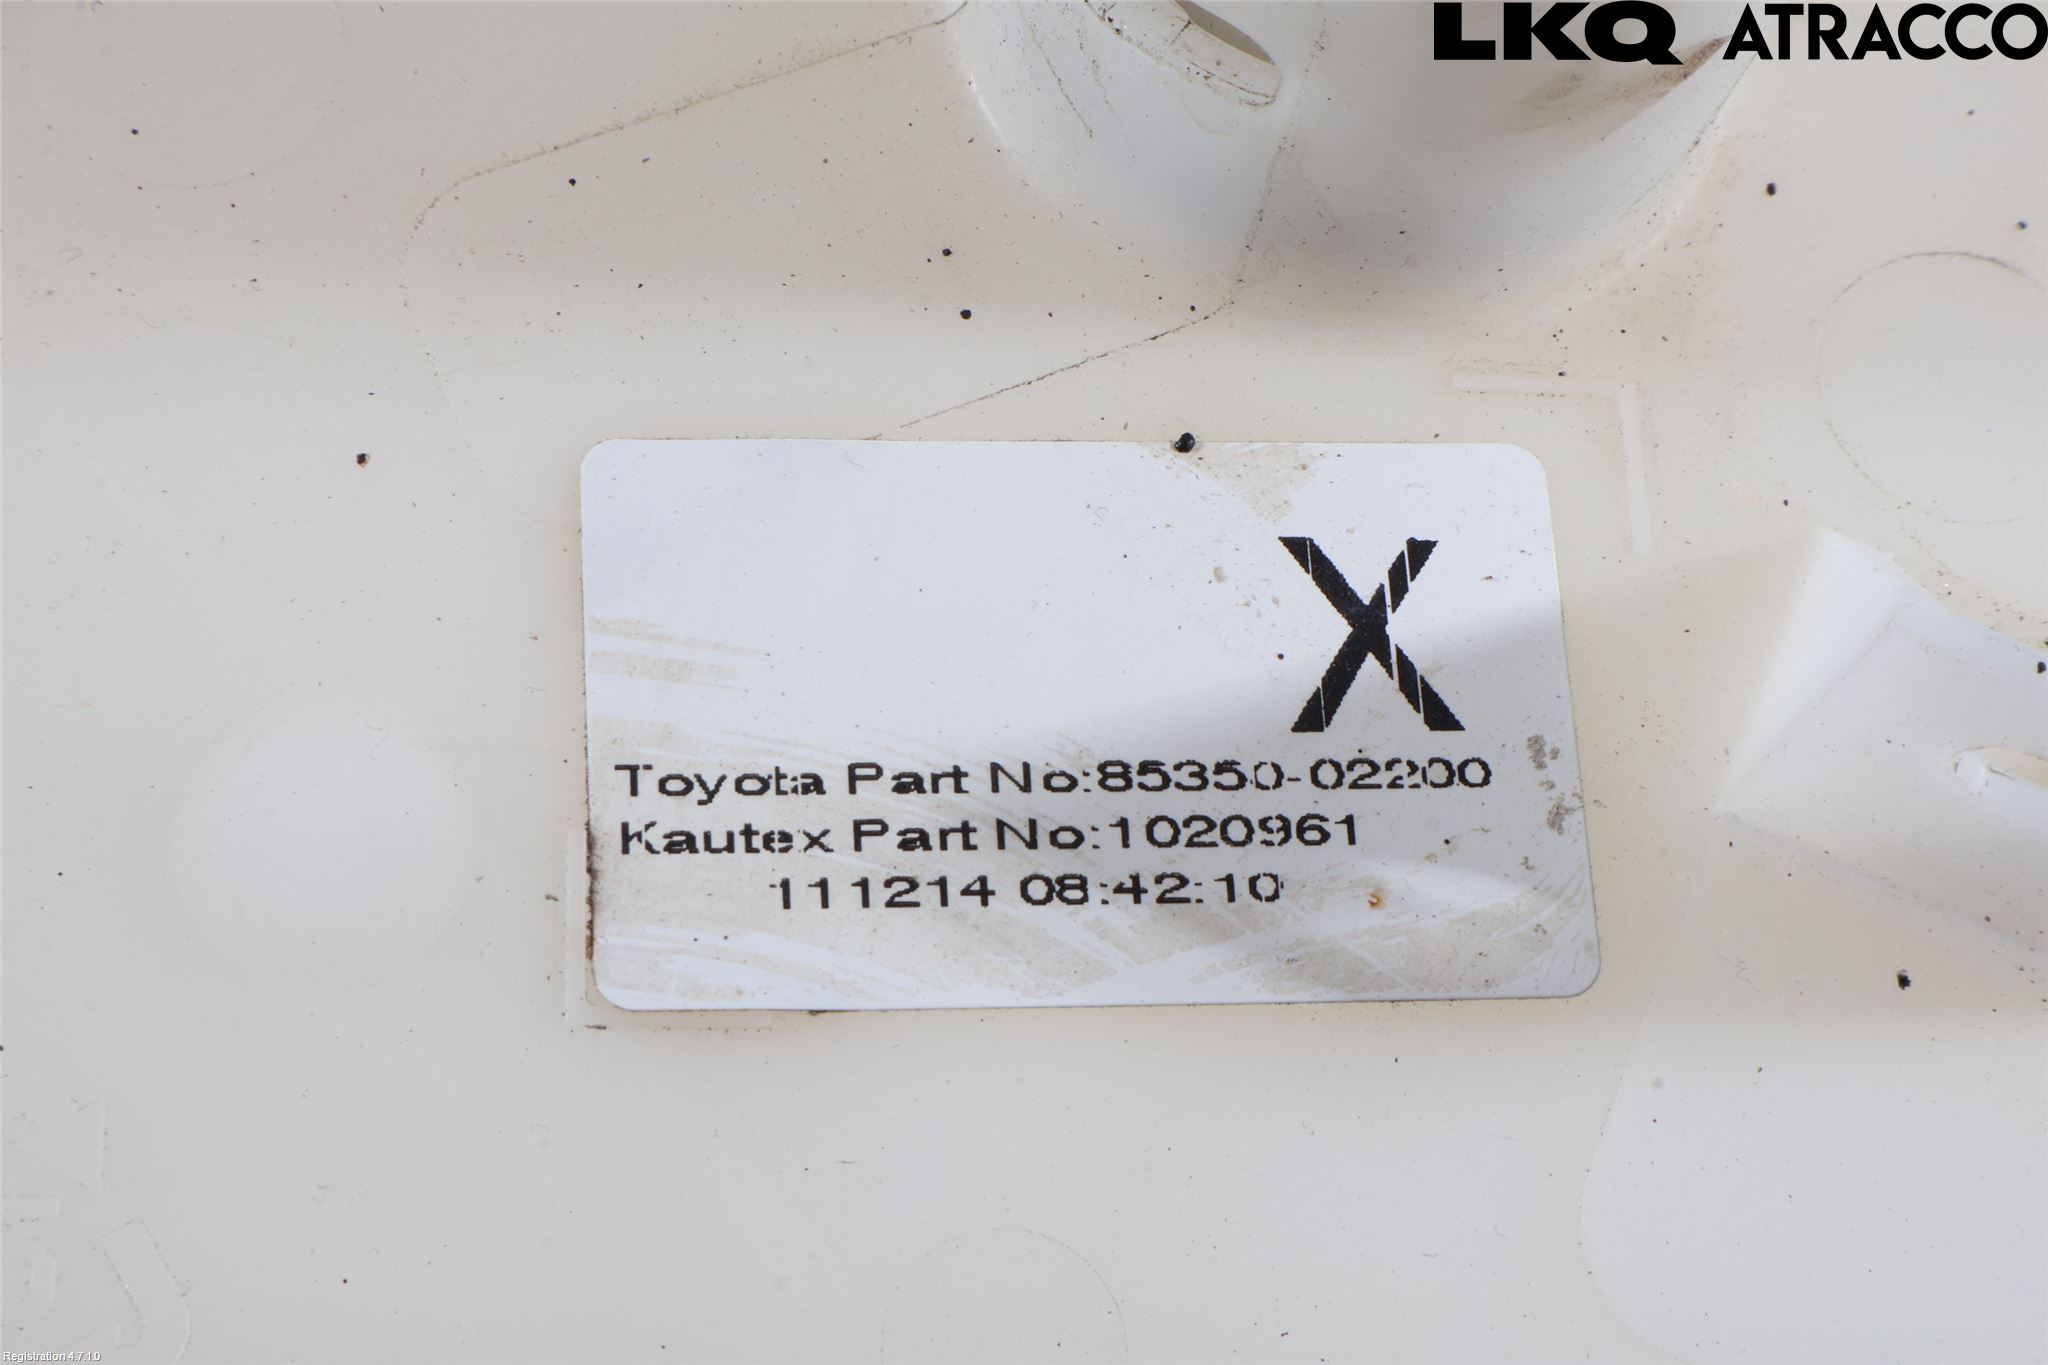 LKQ ATRACCO
X
Toyota Part No:85350-02200
Kautex Part No:1020961
111214 08:42:10
Registration 4.7.1.0